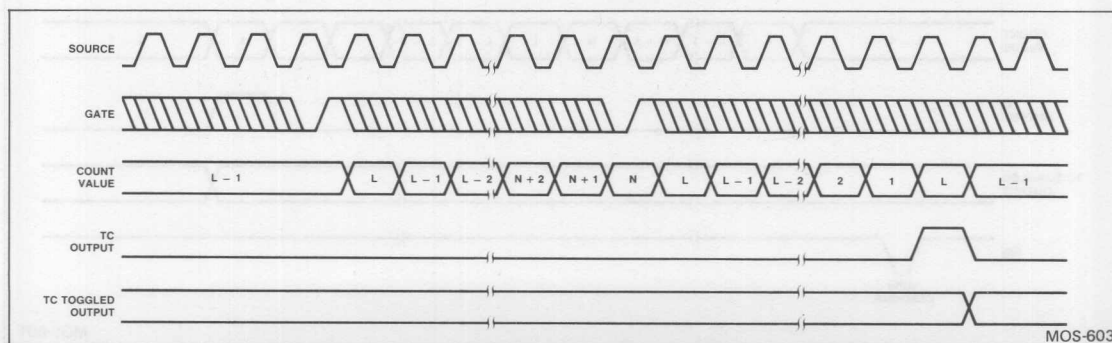 SOURCE
GATE
COUNT
VALUE
L – 1 L L – 1 L – 2 N + 2 N + 1 N L L – 1 L – 2 2 1 L L – 1
TC
OUTPUT
TC TOGGLED
OUTPUT
MOS-603